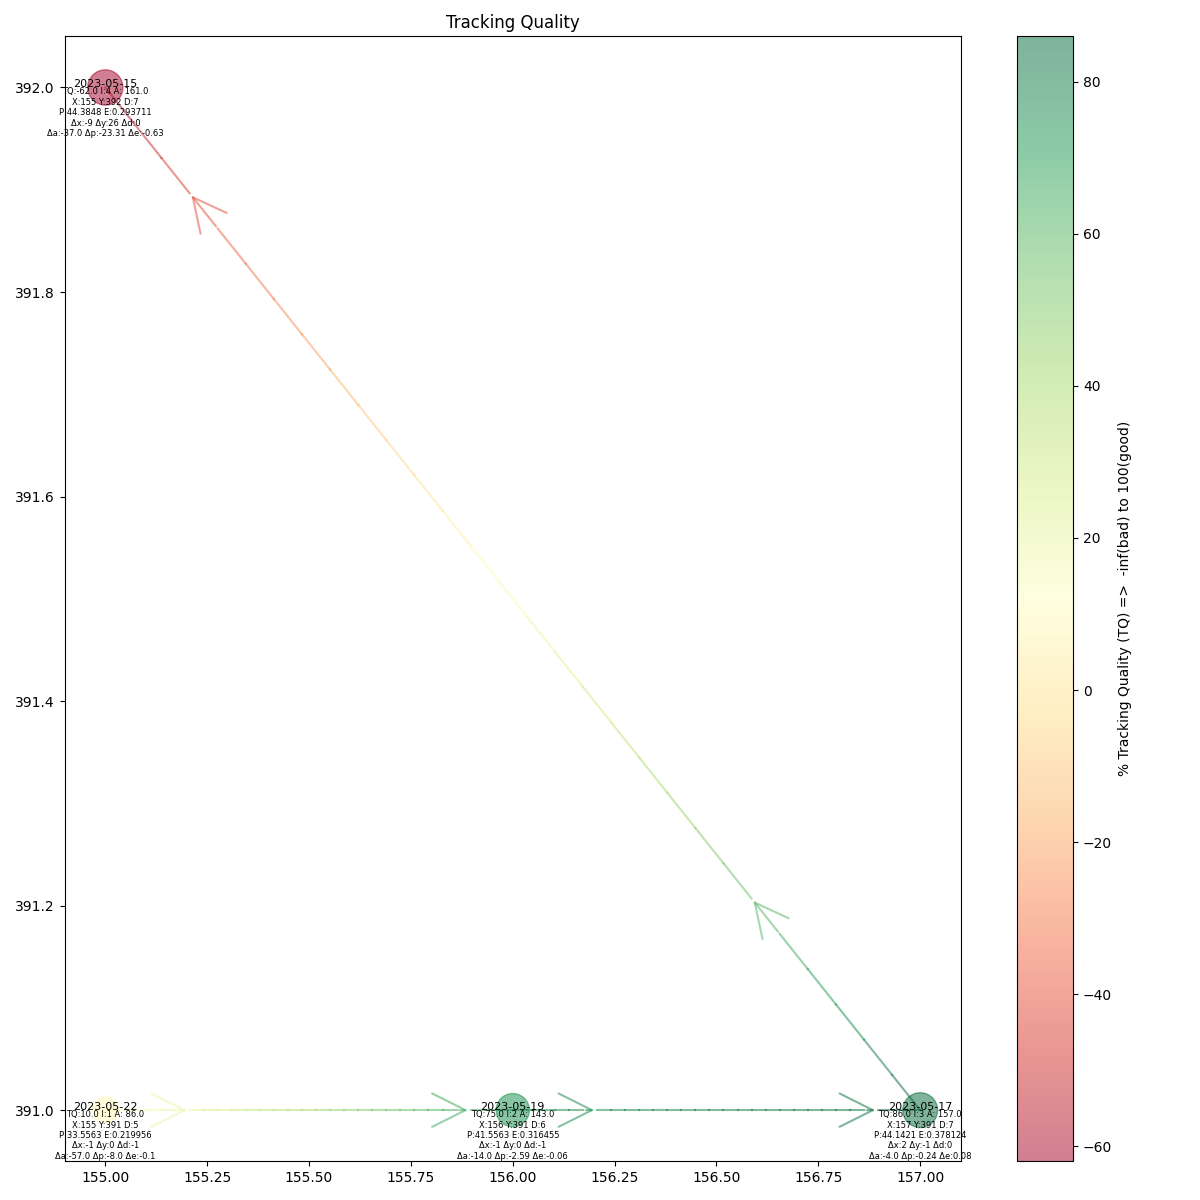 Tracking Quality
392.0
391.8
391.6
391.4
391.2
391.0
2023-05-15
TQ:-62.0 I:4 A: 161.0
X:155 Y:392 D:7
P:44.3848 E:0.293711
Δx:-9 Δy:26 Δd:0
Δa:-37.0 Δp:-23.31 Δe:-0.63
2023-05-22
TQ:10.0 I:1 A: 86.0
X:155 Y:391 D:5
P:33.5563 E:0.219956
Δx:-1 Δy:0 Δd:-1
Δa:-57.0 Δp:-8.0 Δe:-0.1
2023-05-19
TQ:75.0 I:2 A: 143.0
X:156 Y:391 D:6
P:41.5563 E:0.316455
Δx:-1 Δy:0 Δd:-1
Δa:-14.0 Δp:-2.59 Δe:-0.06
2023-05-17
TQ:86.0 I:3 A: 157.0
X:157 Y:391 D:7
P:44.1421 E:0.378124
Δx:2 Δy:-1 Δd:0
Δa:-4.0 Δp:-0.24 Δe:0.08
155.00 155.25 155.50 155.75 156.00 156.25 156.50 156.75 157.00
80
60
40
20
0
−20
−40
−60
% Tracking Quality (TQ) => -inf(bad) to 100(good)